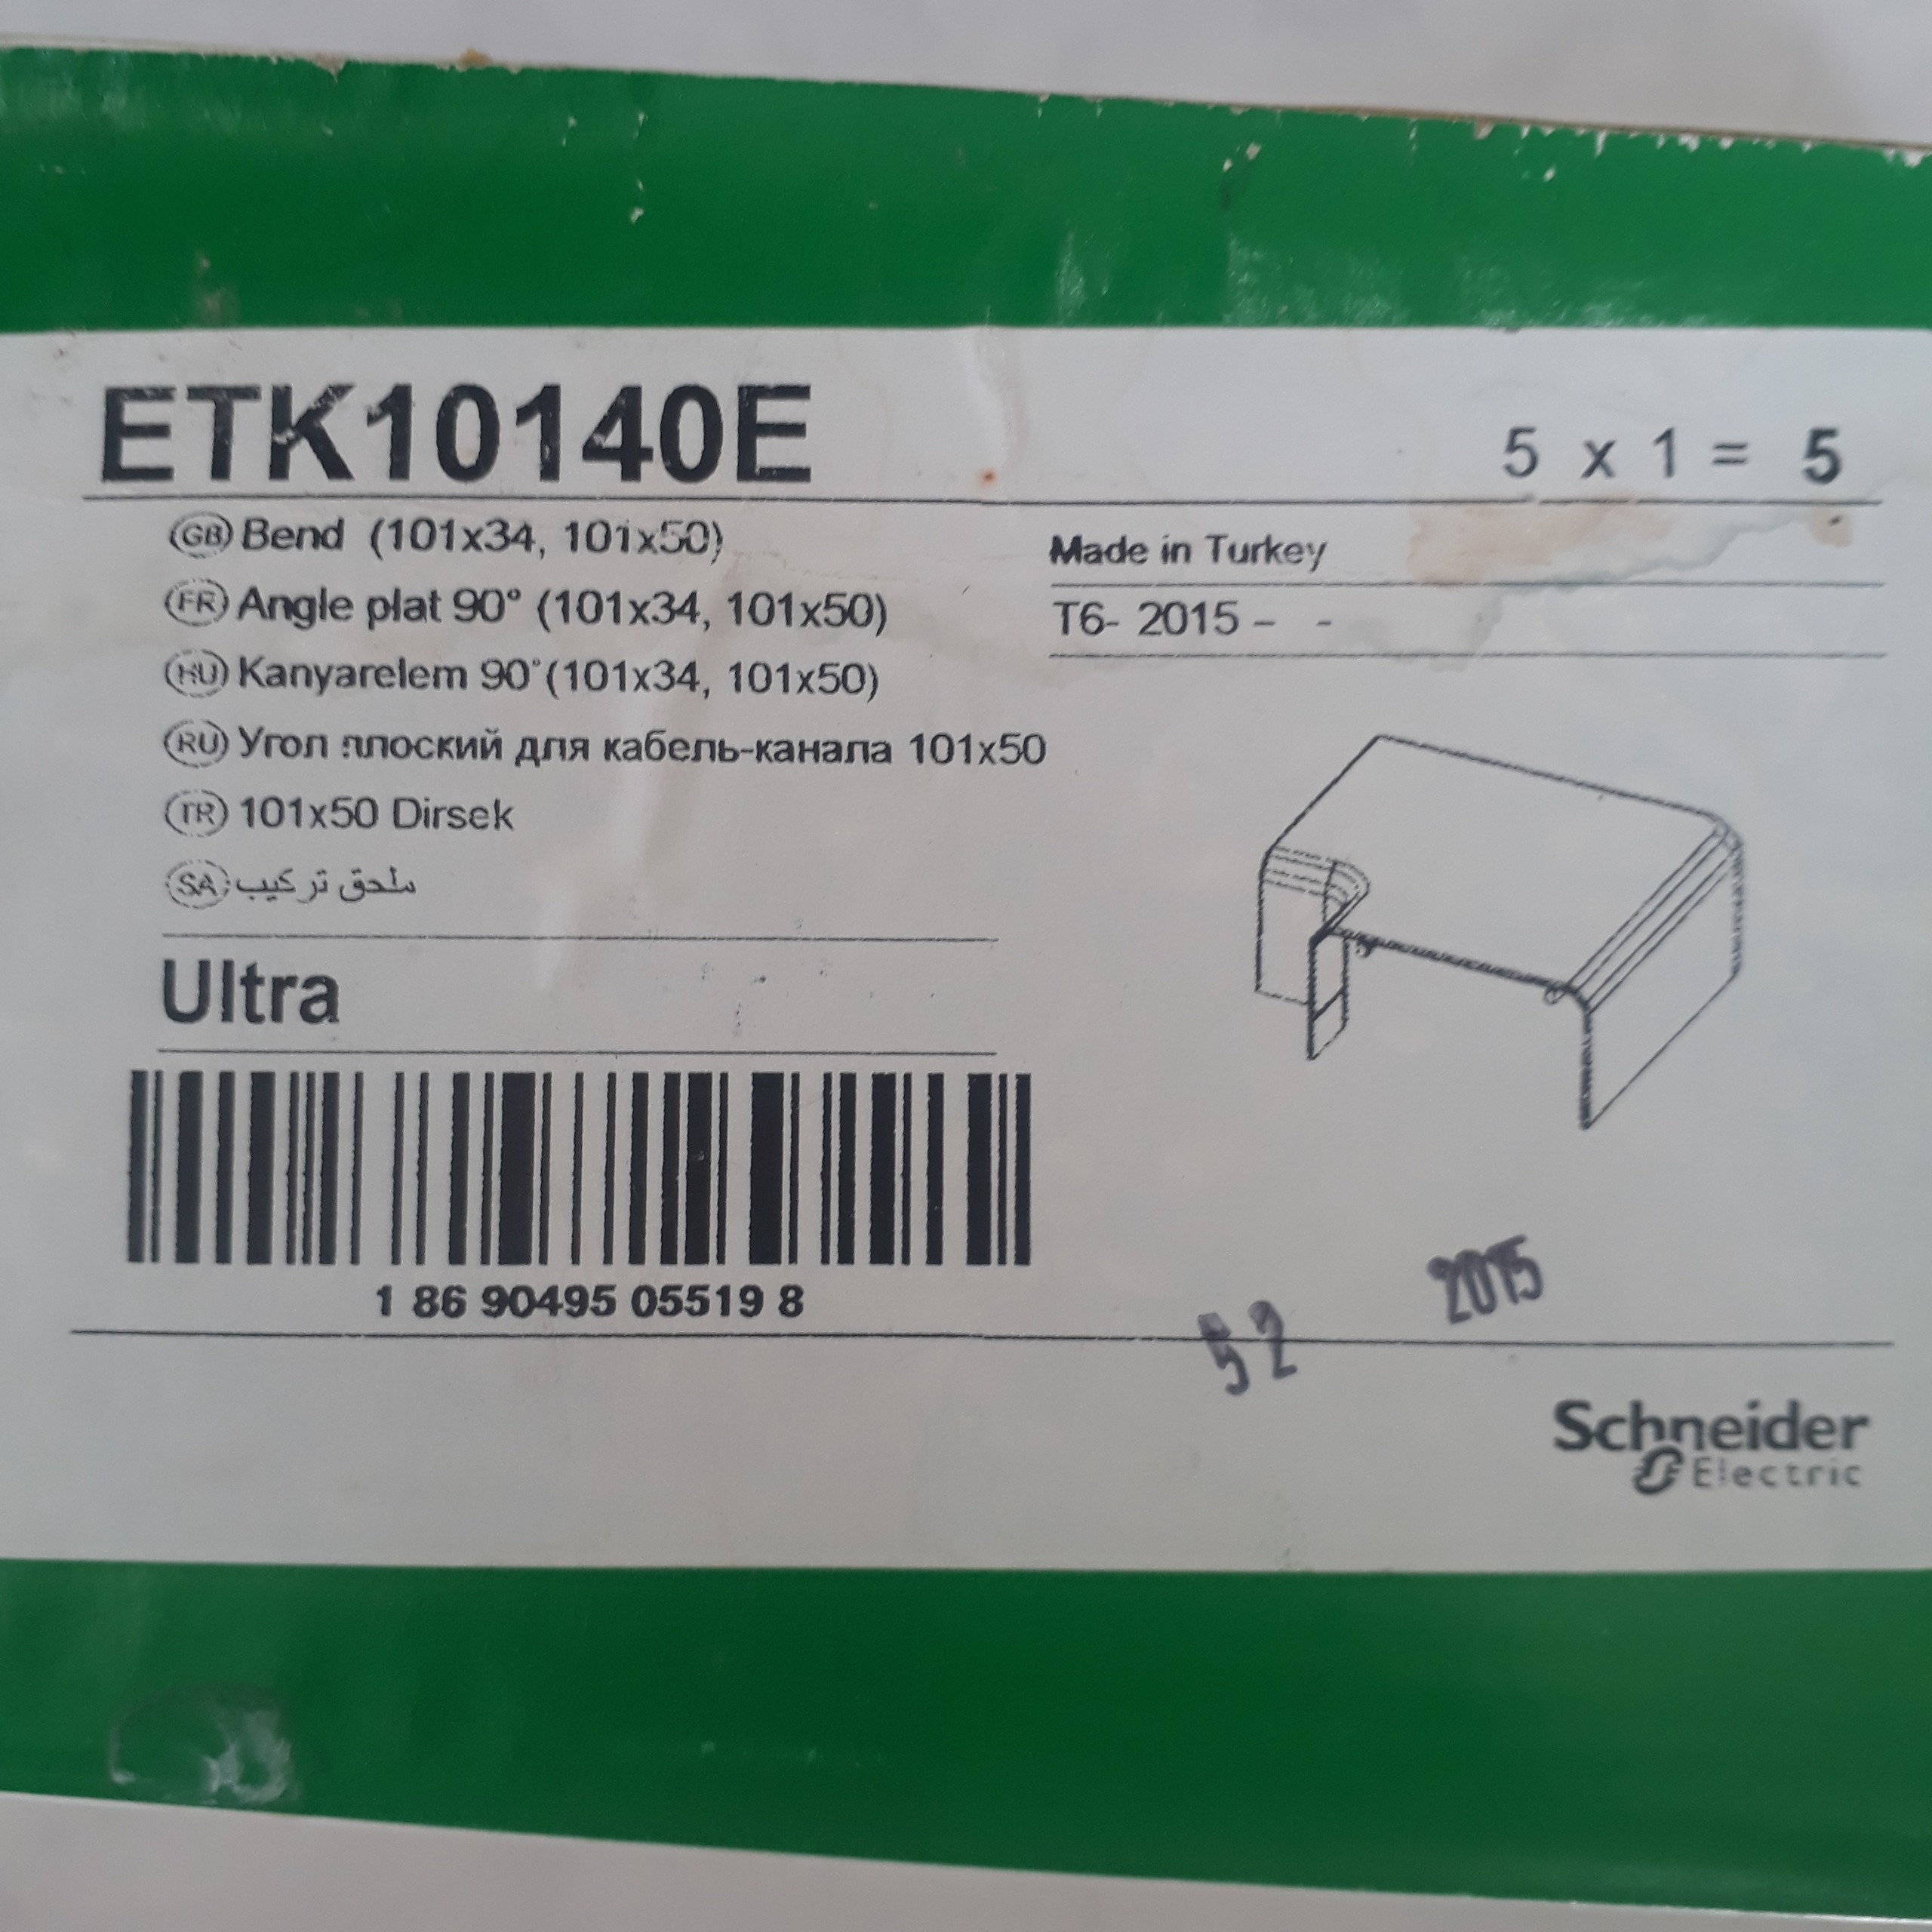 ETK10140E
5 x 1 = 5
GB Bend (101x34, 101x50)
FR Angle plat 90° (101x34, 101x50)
HU Kanyarelem 90°(101x34, 101x50)
RU Угол плоский для кабель-канала 101x50
TR 101x50 Dirsek
SA ملحق تركيب
Made in Turkey
T6- 2015 - -
Ultra
1 86 90495 05519 8
52 2015
Schneider
Electric